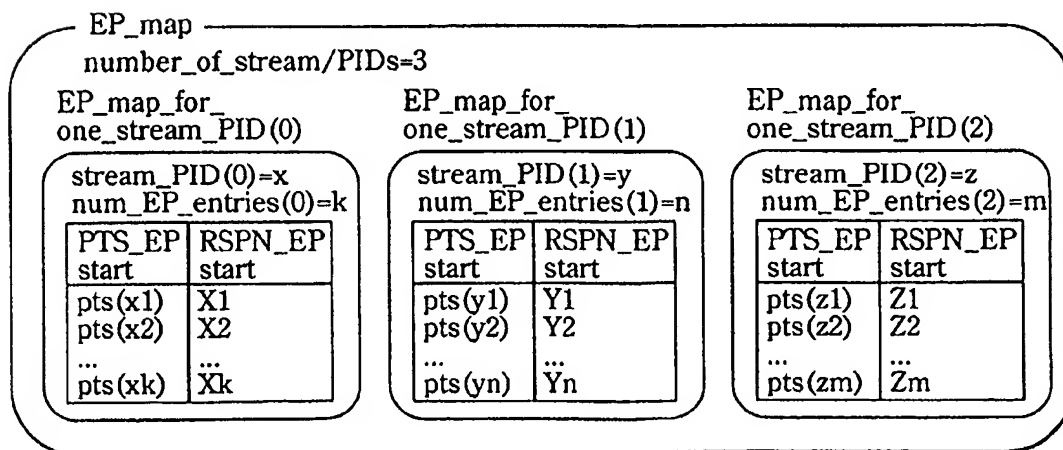 EP_map
number_of_stream/PIDs=3
EP_map_for_
one_stream_PID(0)
stream_PID(0)=x
num_EP_entries(0)=k
PTS_EP RSPN_EP
start start
pts(x1) X1
pts(x2) X2
... ...
pts(xk) Xk
EP_map_for_
one_stream_PID(1)
stream_PID(1)=y
num_EP_entries(1)=n
PTS_EP RSPN_EP
start start
pts(y1) Y1
pts(y2) Y2
... ...
pts(yn) Yn
EP_map_for_
one_stream_PID(2)
stream_PID(2)=z
num_EP_entries(2)=m
PTS_EP RSPN_EP
start start
pts(z1) Z1
pts(z2) Z2
... ...
pts(zm) Zm